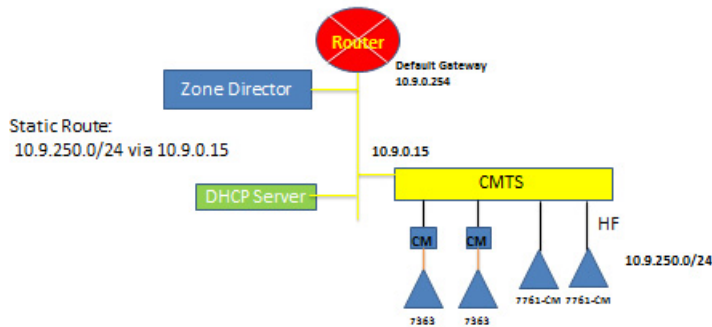 Router
Default Gateway
10.9.0.254
Zone Director
Static Route:
10.9.250.0/24 via 10.9.0.15
10.9.0.15
CMTS
DHCP Server
HF
CM
CM
10.9.250.0/24
7363
7363
7761-CM
7761-CM